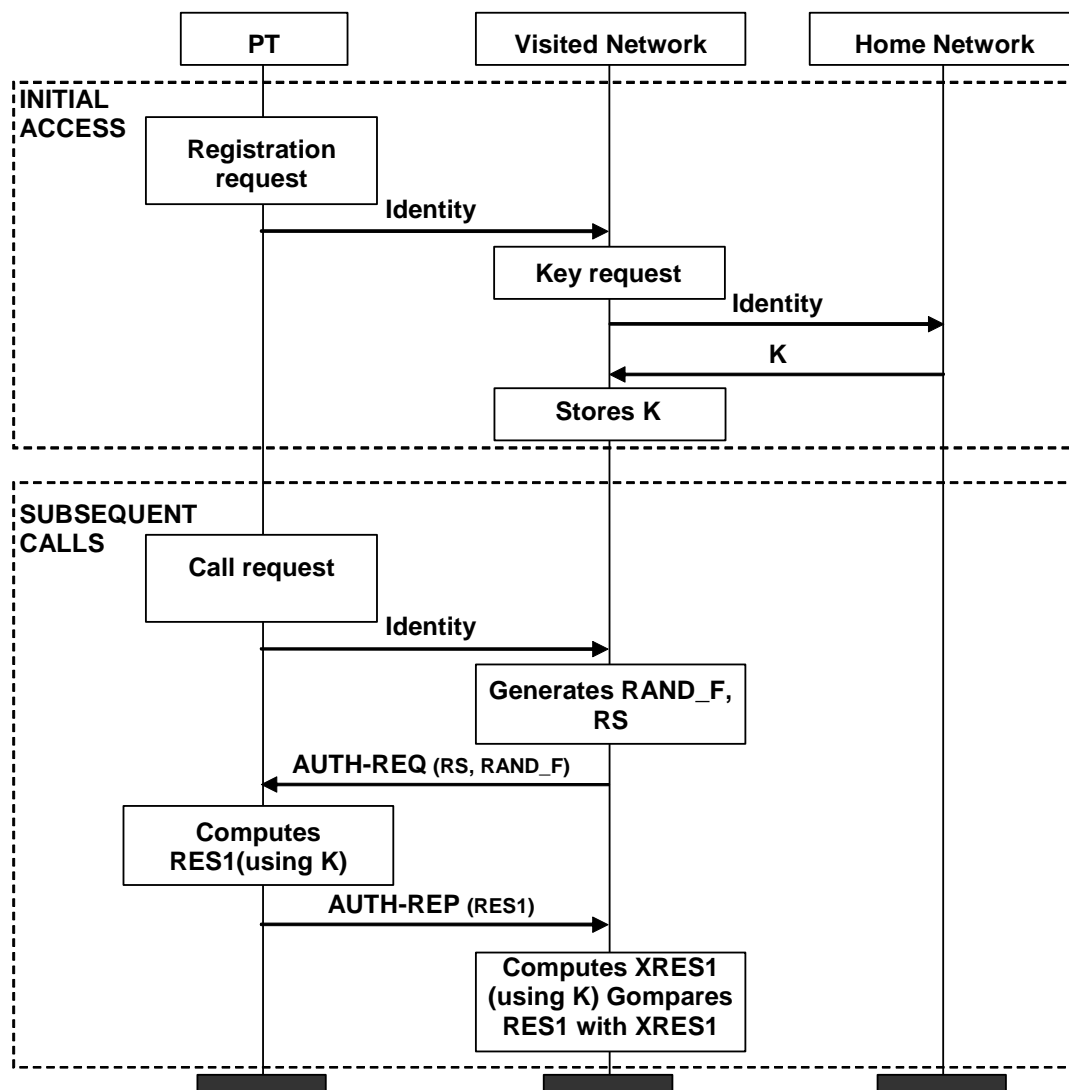 PT
Visited Network
Home Network
INITIAL
ACCESS
Registration
request
Identity
Key request
Identity
K
Stores K
SUBSEQUENT
CALLS
Call request
Identity
Generates RAND_F,
RS
AUTH-REQ (RS, RAND_F)
Computes
RES1(using K)
AUTH-REP (RES1)
Computes XRES1
(using K) Gompares
RES1 with XRES1